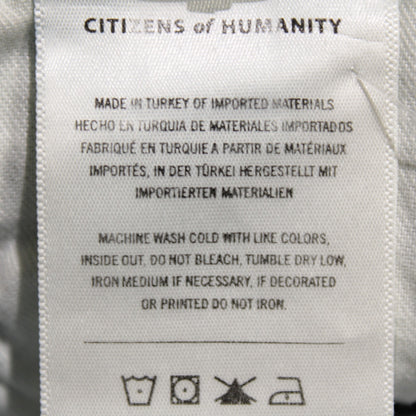 CITIZENS of HUMANITY
MADE IN TURKEY OF IMPORTED MATERIALS
HECHO EN TURQUIA DE MATERIALES IMPORTADOS
FABRIQUÉ EN TURQUIE A PARTIR DE MATÉRIAUX
IMPORTÉS, IN DER TÜRKEI HERGESTELLT MIT
IMPORTIERTEN MATERIALIEN
MACHINE WASH COLD WITH LIKE COLORS,
INSIDE OUT. DO NOT BLEACH, TUMBLE DRY LOW,
IRON MEDIUM IF NECESSARY, IF DECORATED
OR PRINTED DO NOT IRON.